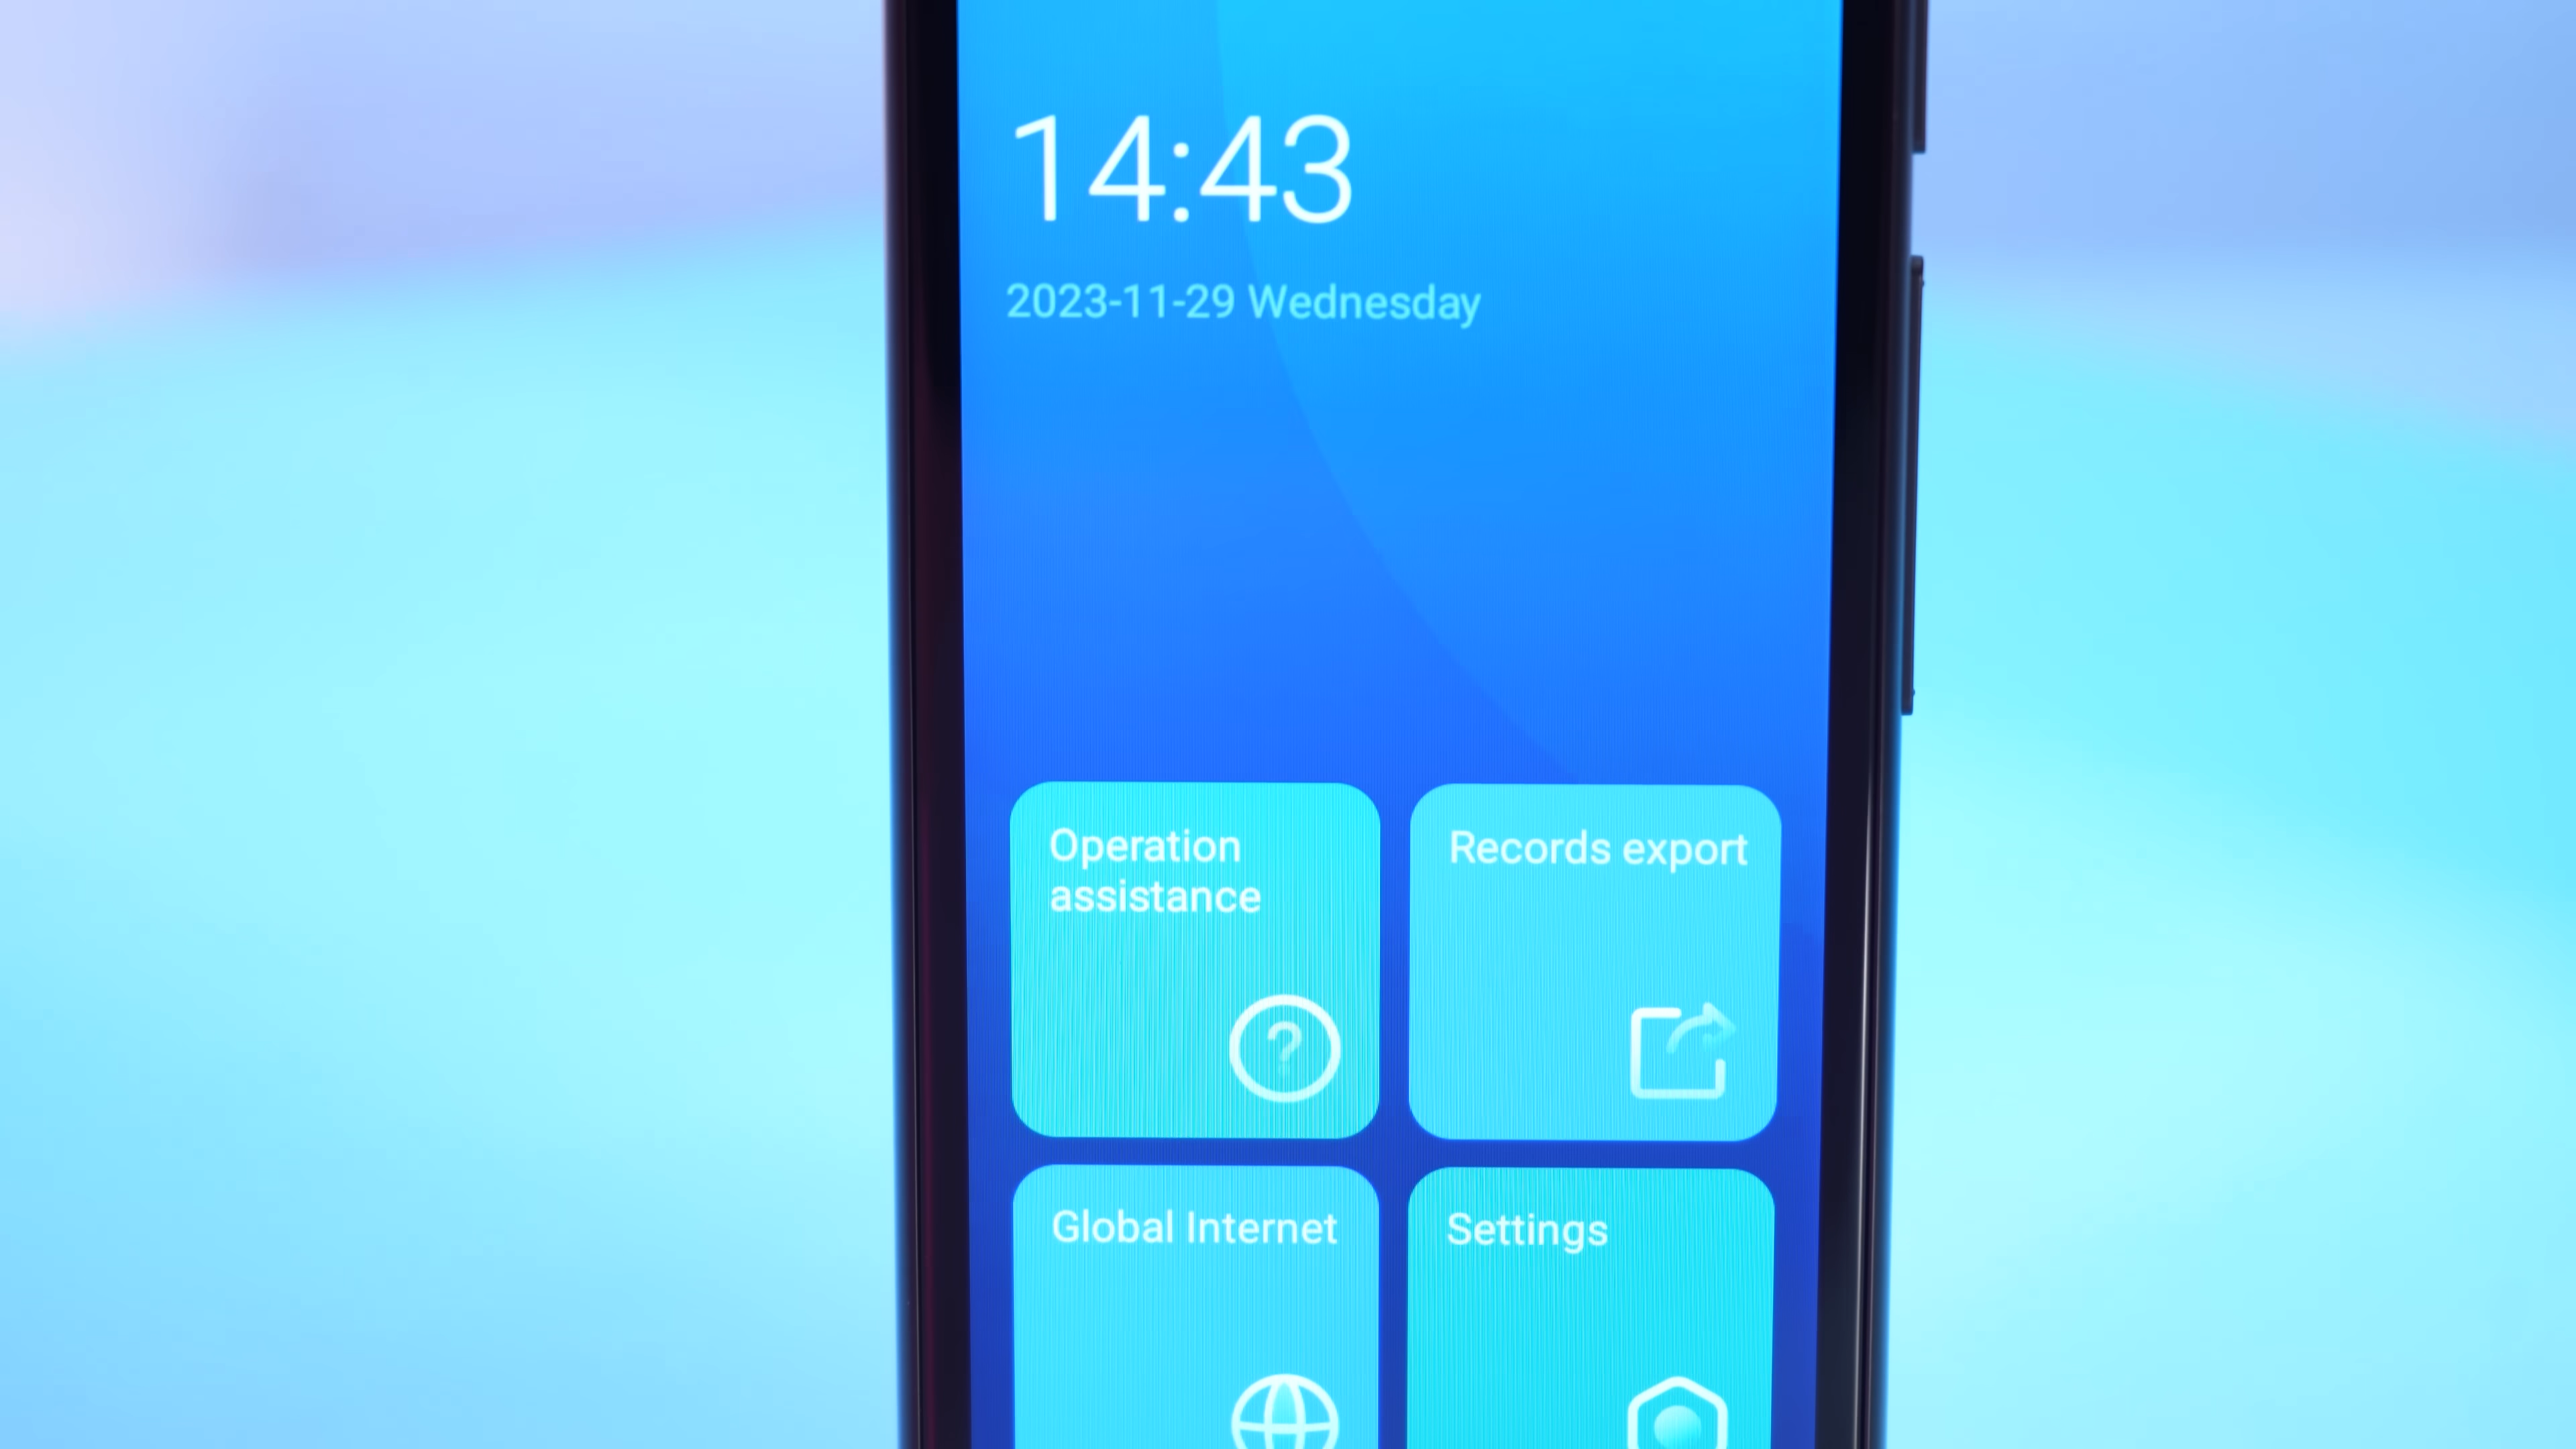 14:43
2023-11-29 Wednesday
Operation
assistance
Records export
Global Internet
Settings